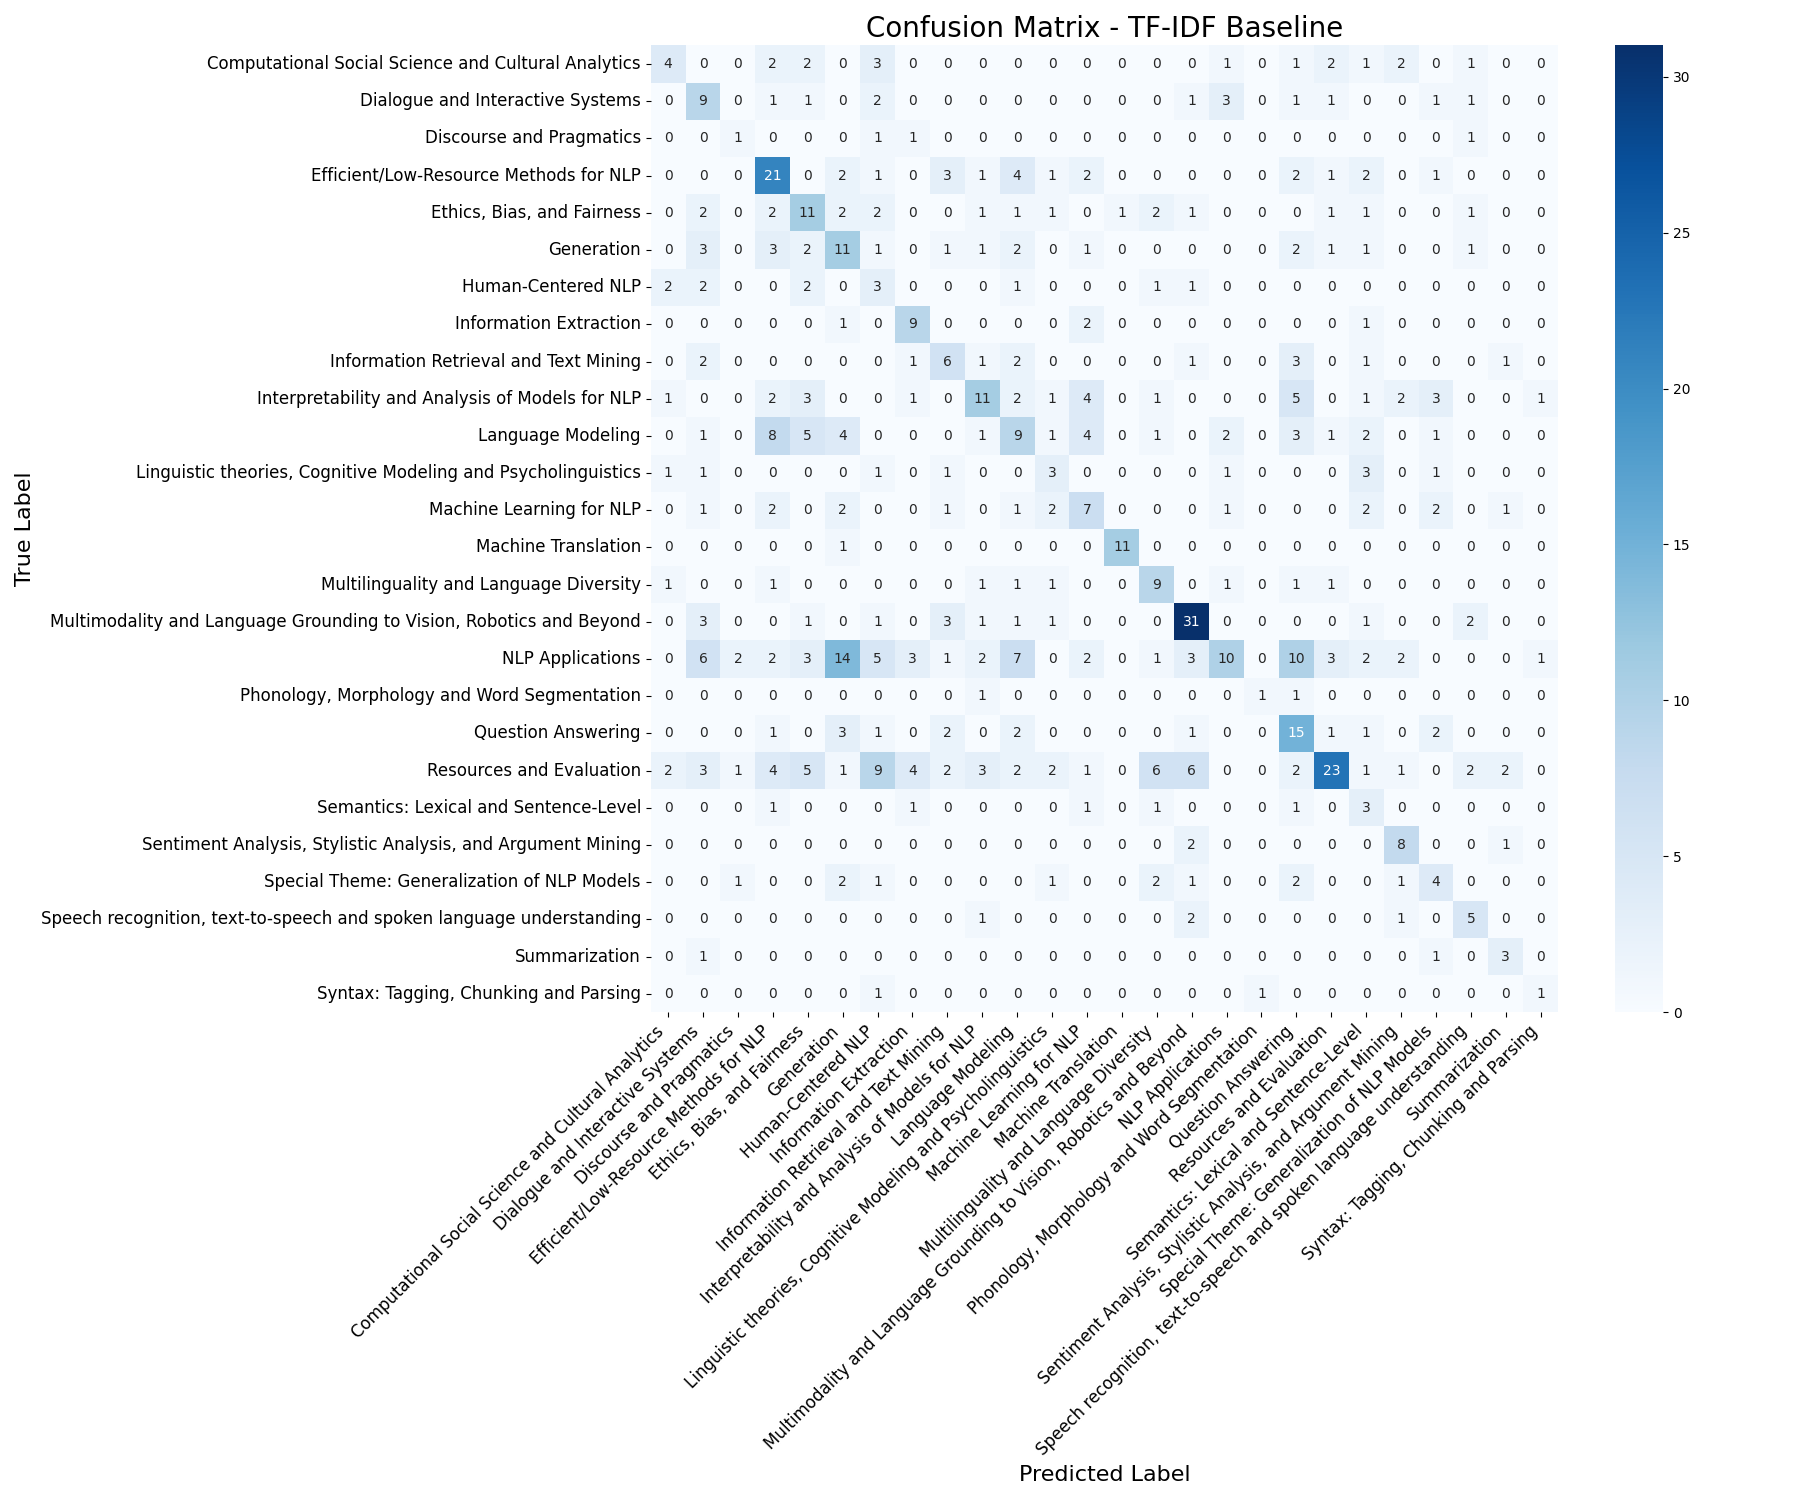 Confusion Matrix - TF-IDF Baseline
True Label
Computational Social Science and Cultural Analytics 4 0 0 2 2 0 3 0 0 0 0 0 0 0 0 0 1 0 1 2 1 2 0 1 0 0
Dialogue and Interactive Systems 0 9 0 1 1 0 2 0 0 0 0 0 0 0 0 1 3 0 1 1 0 0 1 1 0 0
Discourse and Pragmatics 0 0 1 0 0 0 1 1 0 0 0 0 0 0 0 0 0 0 0 0 0 0 0 1 0 0
Efficient/Low-Resource Methods for NLP 0 0 0 21 0 2 1 0 3 1 4 1 2 0 0 0 0 0 2 1 2 0 1 0 0 0
Ethics, Bias, and Fairness 0 2 0 2 11 2 2 0 0 1 1 1 0 1 2 1 0 0 0 1 1 0 0 1 0 0
Generation 0 3 0 3 2 11 1 0 1 1 2 0 1 0 0 0 0 0 2 1 1 0 0 1 0 0
Human-Centered NLP 2 2 0 0 2 0 3 0 0 0 1 0 0 0 1 1 0 0 0 0 0 0 0 0 0 0
Information Extraction 0 0 0 0 0 1 0 9 0 0 0 0 2 0 0 0 0 0 0 0 1 0 0 0 0 0
Information Retrieval and Text Mining 0 2 0 0 0 0 0 1 6 1 2 0 0 0 0 1 0 0 3 0 1 0 0 0 1 0
Interpretability and Analysis of Models for NLP 1 0 0 2 3 0 0 1 0 11 2 1 4 0 1 0 0 0 5 0 1 2 3 0 0 1
Language Modeling 0 1 0 8 5 4 0 0 0 1 9 1 4 0 1 0 2 0 3 1 2 0 1 0 0 0
Linguistic theories, Cognitive Modeling and Psycholinguistics 1 1 0 0 0 0 1 0 1 0 0 3 0 0 0 0 1 0 0 0 3 0 1 0 0 0
Machine Learning for NLP 0 1 0 2 0 2 0 0 1 0 1 2 7 0 0 0 1 0 0 0 2 0 2 0 1 0
Machine Translation 0 0 0 0 0 1 0 0 0 0 0 0 0 11 0 0 0 0 0 0 0 0 0 0 0 0
Multilinguality and Language Diversity 1 0 0 1 0 0 0 0 0 1 1 1 0 0 9 0 1 0 1 1 0 0 0 0 0 0
Multimodality and Language Grounding to Vision, Robotics and Beyond 0 3 0 0 1 0 1 0 3 1 1 1 0 0 0 31 0 0 0 0 1 0 0 2 0 0
NLP Applications 0 6 2 2 3 14 5 3 1 2 7 0 2 0 1 3 10 0 10 3 2 2 0 0 0 1
Phonology, Morphology and Word Segmentation 0 0 0 0 0 0 0 0 0 1 0 0 0 0 0 0 0 1 1 0 0 0 0 0 0 0
Question Answering 0 0 0 1 0 3 1 0 2 0 2 0 0 0 0 1 0 0 15 1 1 0 2 0 0 0
Resources and Evaluation 2 3 1 4 5 1 9 4 2 3 2 2 1 0 6 6 0 0 2 23 1 1 0 2 2 0
Semantics: Lexical and Sentence-Level 0 0 0 1 0 0 0 1 0 0 0 0 1 0 1 0 0 0 1 0 3 0 0 0 0 0
Sentiment Analysis, Stylistic Analysis, and Argument Mining 0 0 0 0 0 0 0 0 0 0 0 0 0 0 0 2 0 0 0 0 0 8 0 0 1 0
Special Theme: Generalization of NLP Models 0 0 1 0 0 2 1 0 0 0 0 1 0 0 2 1 0 0 2 0 0 1 4 0 0 0
Speech recognition, text-to-speech and spoken language understanding 0 0 0 0 0 0 0 0 0 1 0 0 0 0 0 2 0 0 0 0 0 1 0 5 0 0
Summarization 0 1 0 0 0 0 0 0 0 0 0 0 0 0 0 0 0 0 0 0 0 0 1 0 3 0
Syntax: Tagging, Chunking and Parsing 0 0 0 0 0 0 1 0 0 0 0 0 0 0 0 0 0 1 0 0 0 0 0 0 0 1
Computational Social Science and Cultural Analytics
Dialogue and Interactive Systems
Discourse and Pragmatics
Efficient/Low-Resource Methods for NLP
Ethics, Bias, and Fairness
Generation
Human-Centered NLP
Information Extraction
Information Retrieval and Text Mining
Interpretability and Analysis of Models for NLP
Language Modeling
Linguistic theories, Cognitive Modeling and Psycholinguistics
Machine Learning for NLP
Machine Translation
Multilinguality and Language Diversity
Multimodality and Language Grounding to Vision, Robotics and Beyond
NLP Applications
Phonology, Morphology and Word Segmentation
Question Answering
Resources and Evaluation
Semantics: Lexical and Sentence-Level
Sentiment Analysis, Stylistic Analysis, and Argument Mining
Special Theme: Generalization of NLP Models
Speech recognition, text-to-speech and spoken language understanding
Summarization
Syntax: Tagging, Chunking and Parsing
Predicted Label
30
25
20
15
10
5
0